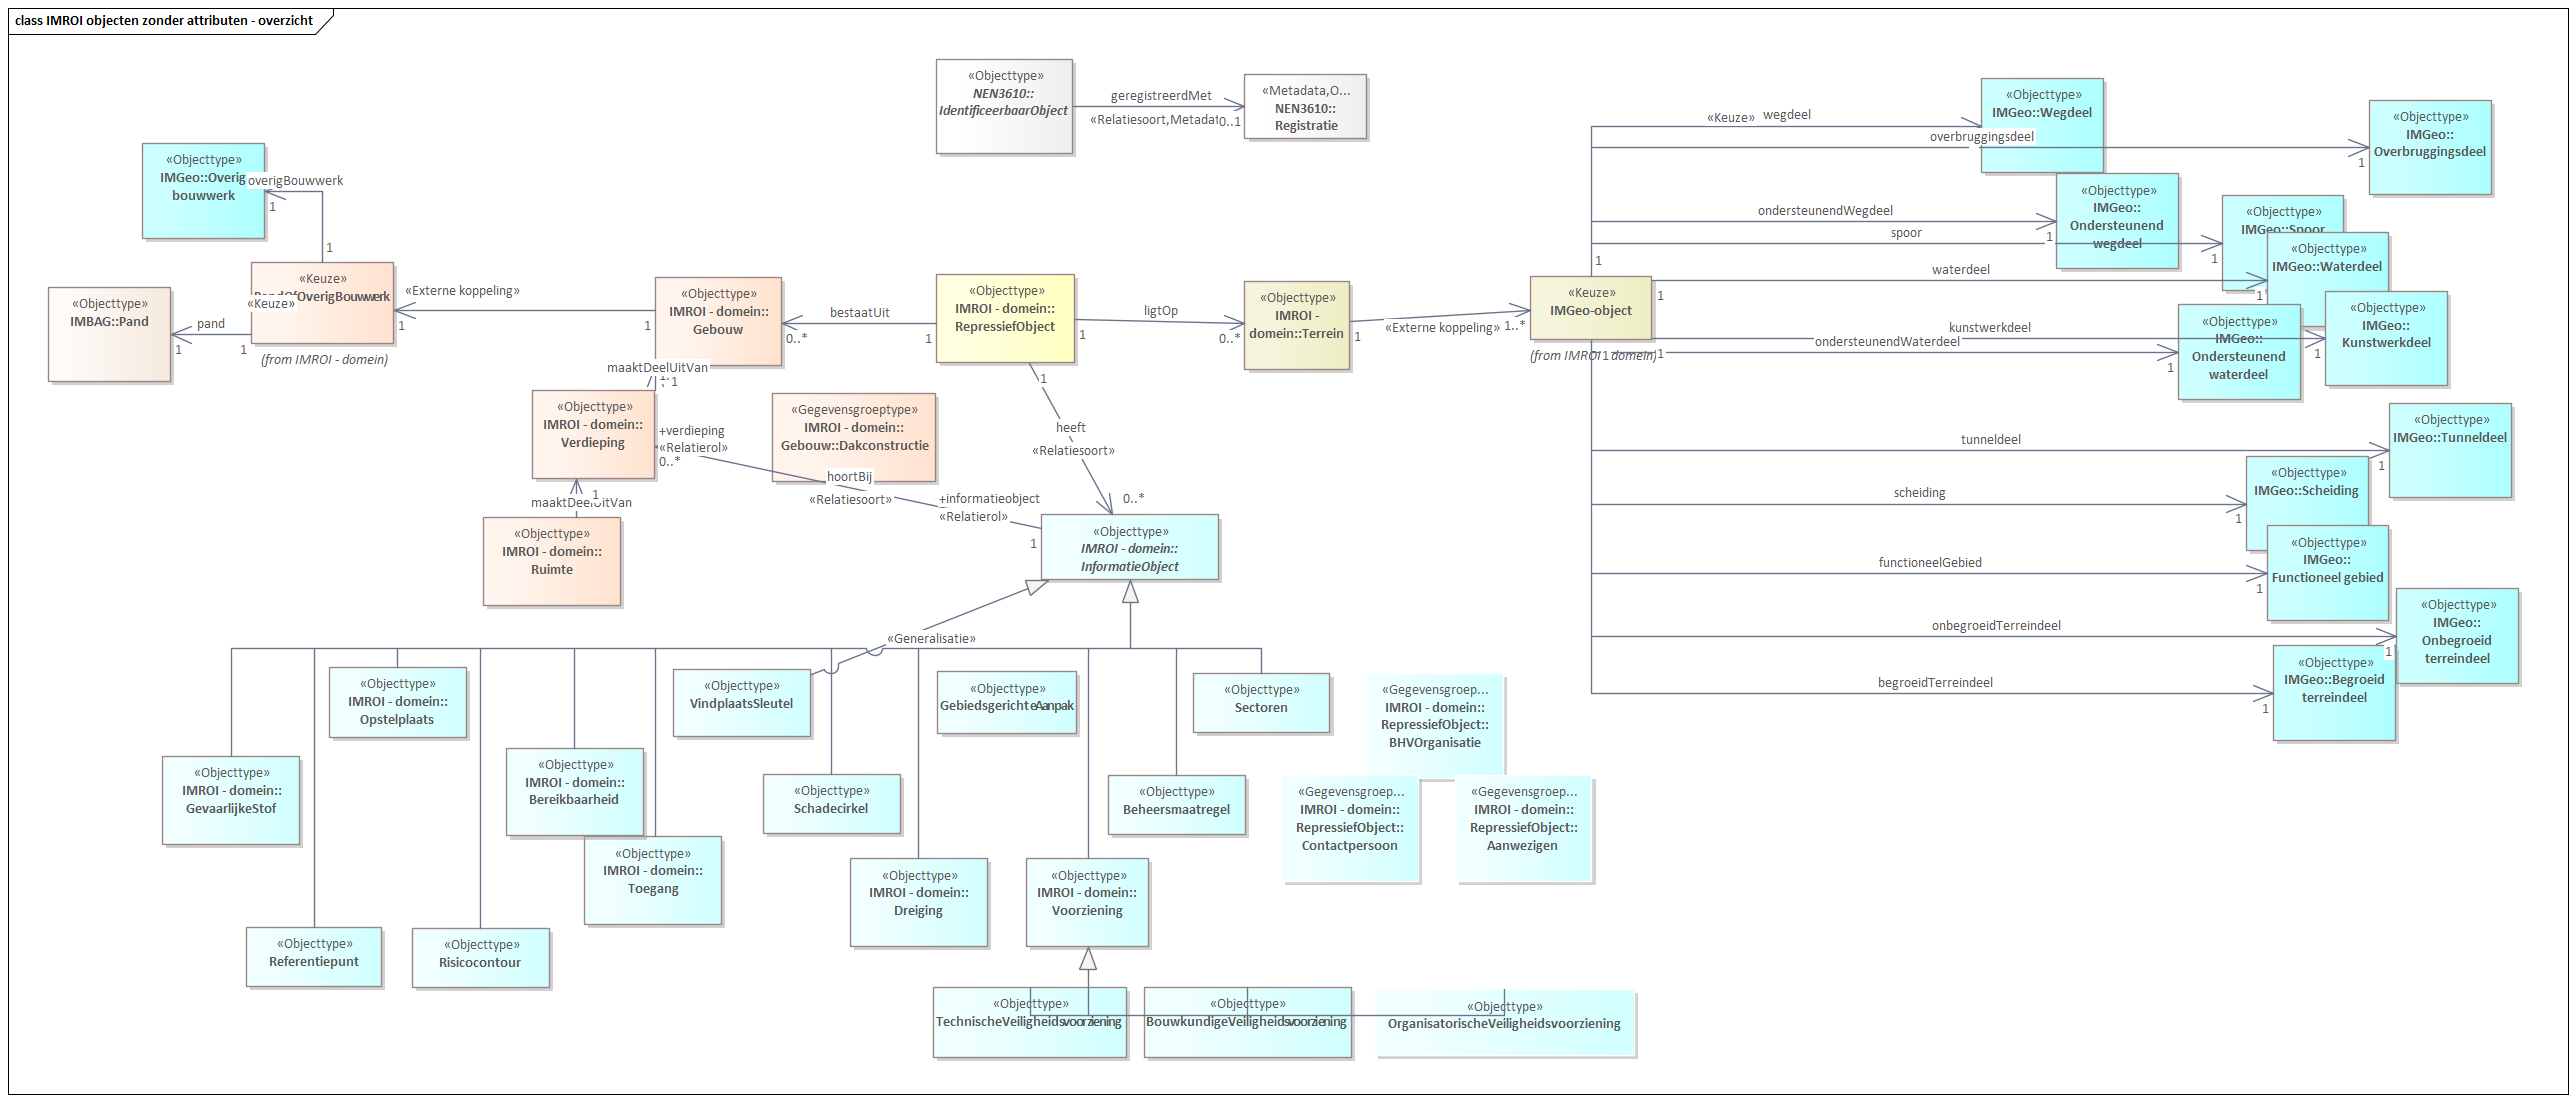 class IMROI objecten zonder attributen - overzicht
«Objecttype»
NEN3610::
IdentificeerbaarObject
geregistreerdMet
«Relatiesoort,Metadat
0..1
«Metadata,O...
NEN3610::
Registratie
«Objecttype»
IMGeo::Overig
bouwwerk
overigBouwwerk
1
1
«Keuze»
OverigBouwwerk
«Keuze»
(from IMROI - domein)
«Objecttype»
IMBAG::Pand
pand
1
1
«Externe koppeling»
1
1
«Objecttype»
IMROI - domein::
Gebouw
bestaatUit
0..*
1
«Objecttype»
IMROI - domein::
RepressiefObject
ligtOp
1
0..*
«Objecttype»
IMROI -
domein::Terrein
«Externe koppeling»
1
1..*
«Keuze»
IMGeo-object
(from IMROI - domein)
maaktDeelUitVan
1
«Objecttype»
IMROI - domein::
Verdieping
+verdieping
«Relatierol»
0..*
«Gegevensgroeptype»
IMROI - domein::
Gebouw::Dakconstructie
hoortBij
«Relatiesoort»
+informatieobject
«Relatierol»
1
1
heeft
«Relatiesoort»
0..*
maaktDeelUitVan
1
«Objecttype»
IMROI - domein::
Ruimte
«Objecttype»
IMROI - domein::
InformatieObject
«Generalisatie»
«Objecttype»
IMROI - domein::
Opstelplaats
«Objecttype»
VindplaatsSleutel
«Objecttype»
GebiedsgerichteAanpak
«Objecttype»
Sectoren
«Objecttype»
IMROI - domein::
GevaarlijkeStof
«Objecttype»
IMROI - domein::
Bereikbaarheid
«Objecttype»
Schadecirkel
«Objecttype»
Beheersmaatregel
«Objecttype»
IMROI - domein::
Toegang
«Objecttype»
IMROI - domein::
Dreiging
«Objecttype»
IMROI - domein::
Voorziening
«Objecttype»
Referentiepunt
«Objecttype»
Risicocontour
«Objecttype»
TechnischeVeiligheidsvoorziening
«Objecttype»
BouwkundigeVeiligheidsvoorziening
«Objecttype»
OrganisatorischeVeiligheidsvoorziening
«Gegevensgroep...
IMROI - domein::
RepressiefObject::
BHVOrganisatie
«Gegevensgroep...
IMROI - domein::
RepressiefObject::
Contactpersoon
«Gegevensgroep...
IMROI - domein::
RepressiefObject::
Aanwezigen
«Keuze»
wegdeel
«Objecttype»
IMGeo::Wegdeel
overbruggingsdeel
1
«Objecttype»
IMGeo::
Overbruggingsdeel
ondersteunendWegdeel
1
«Objecttype»
IMGeo::
Ondersteunend
wegdeel
spoor
1
«Objecttype»
IMGeo::Spoor
1
waterdeel
1
1
«Objecttype»
IMGeo::Waterdeel
kunstwerkdeel
1
«Objecttype»
IMGeo::
Kunstwerkdeel
ondersteunendWaterdeel
1
1
1
«Objecttype»
IMGeo::
Ondersteunend
waterdeel
tunneldeel
1
«Objecttype»
IMGeo::Tunneldeel
scheiding
1
«Objecttype»
IMGeo::Scheiding
functioneelGebied
1
«Objecttype»
IMGeo::
Functioneel gebied
onbegroeidTerreindeel
1
«Objecttype»
IMGeo::
Onbegroeid
terreindeel
begroeidTerreindeel
1
«Objecttype»
IMGeo::Begroeid
terreindeel